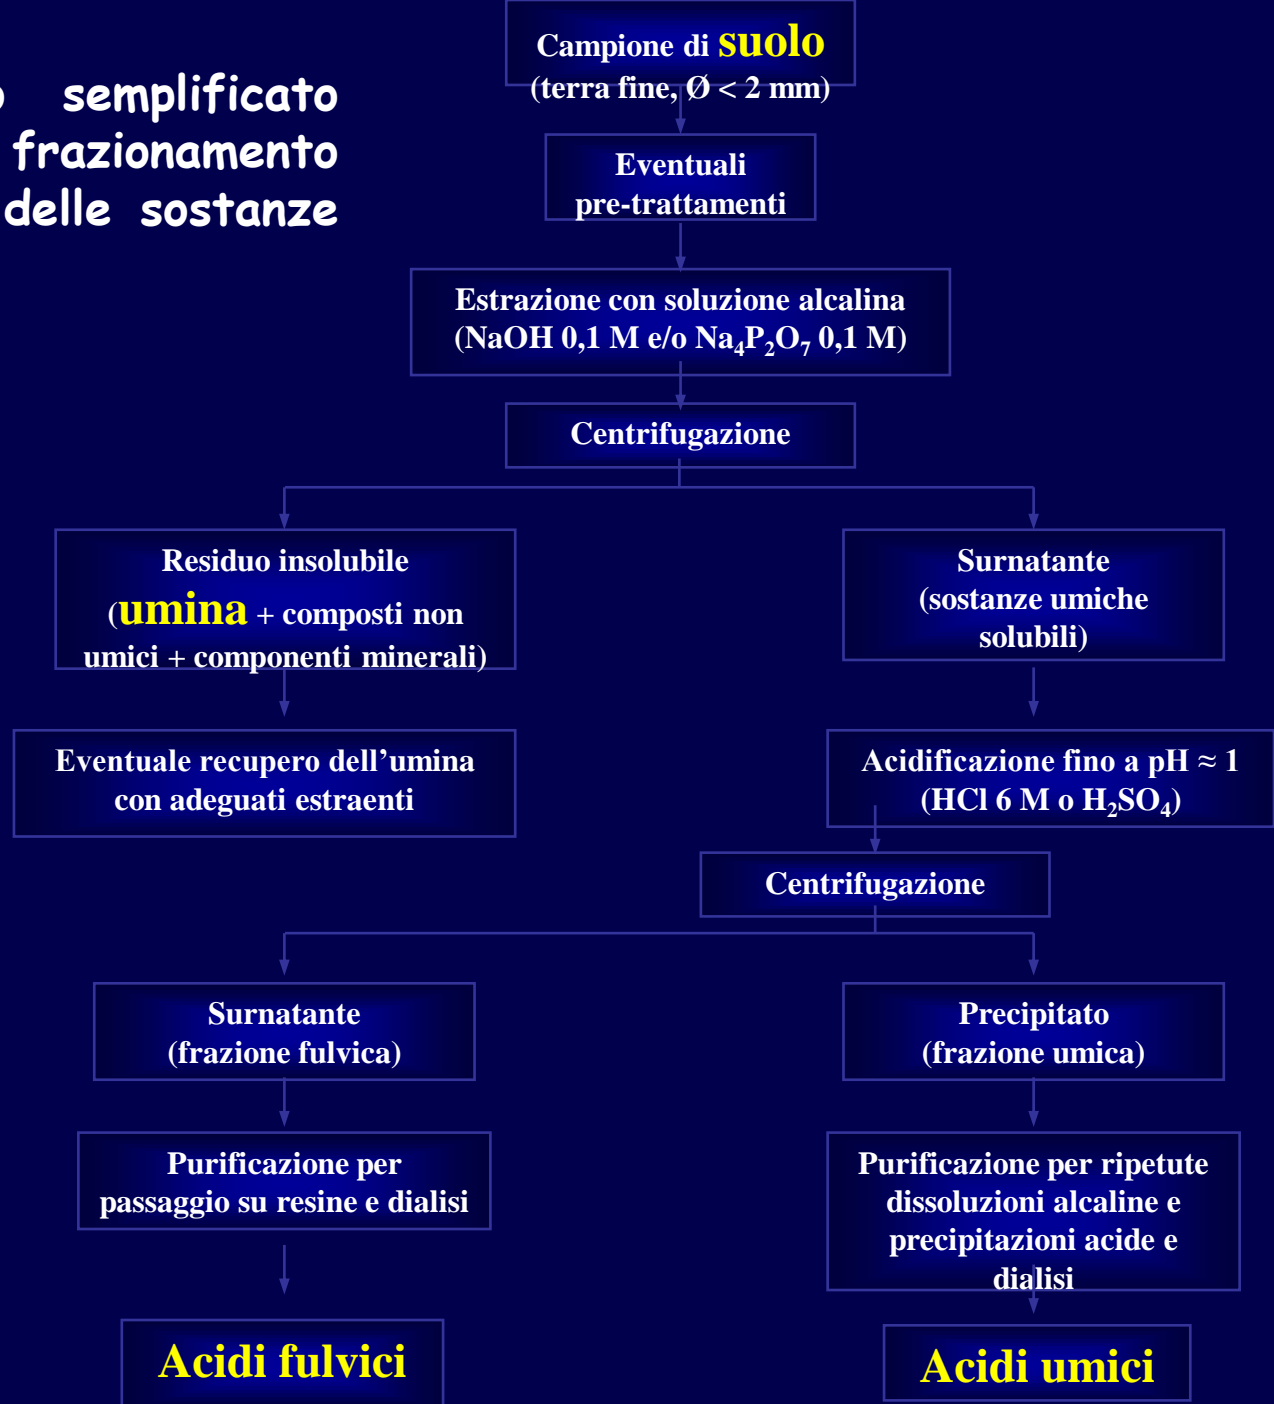 semplificato
frazionamento
delle sostanze
Campione di suolo
(terra fine, Ø < 2 mm)
Eventuali
pre-trattamenti
Estrazione con soluzione alcalina
(NaOH 0,1 M e/o Na₄P₂O₇ 0,1 M)
Centrifugazione
Residuo insolubile
(umina + composti non
umici + componenti minerali)
Surnatante
(sostanze umiche
solubili)
Eventuale recupero dell’umina
con adeguati estraenti
Acidificazione fino a pH ≈ 1
(HCl 6 M o H₂SO₄)
Centrifugazione
Surnatante
(frazione fulvica)
Precipitato
(frazione umica)
Purificazione per
passaggio su resine e dialisi
Purificazione per ripetute
dissoluzioni alcaline e
precipitazioni acide e
dialisi
Acidi fulvici
Acidi umici